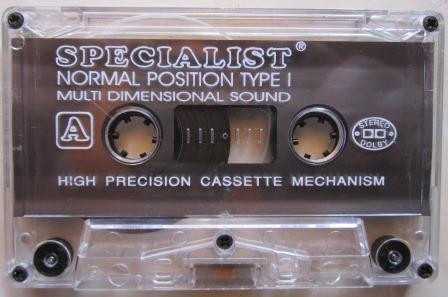 SPECIALIST®
NORMAL POSITION TYPE I
MULTI DIMENSIONAL SOUND
A
STEREO
DOLBY
HIGH PRECISION CASSETTE MECHANISM